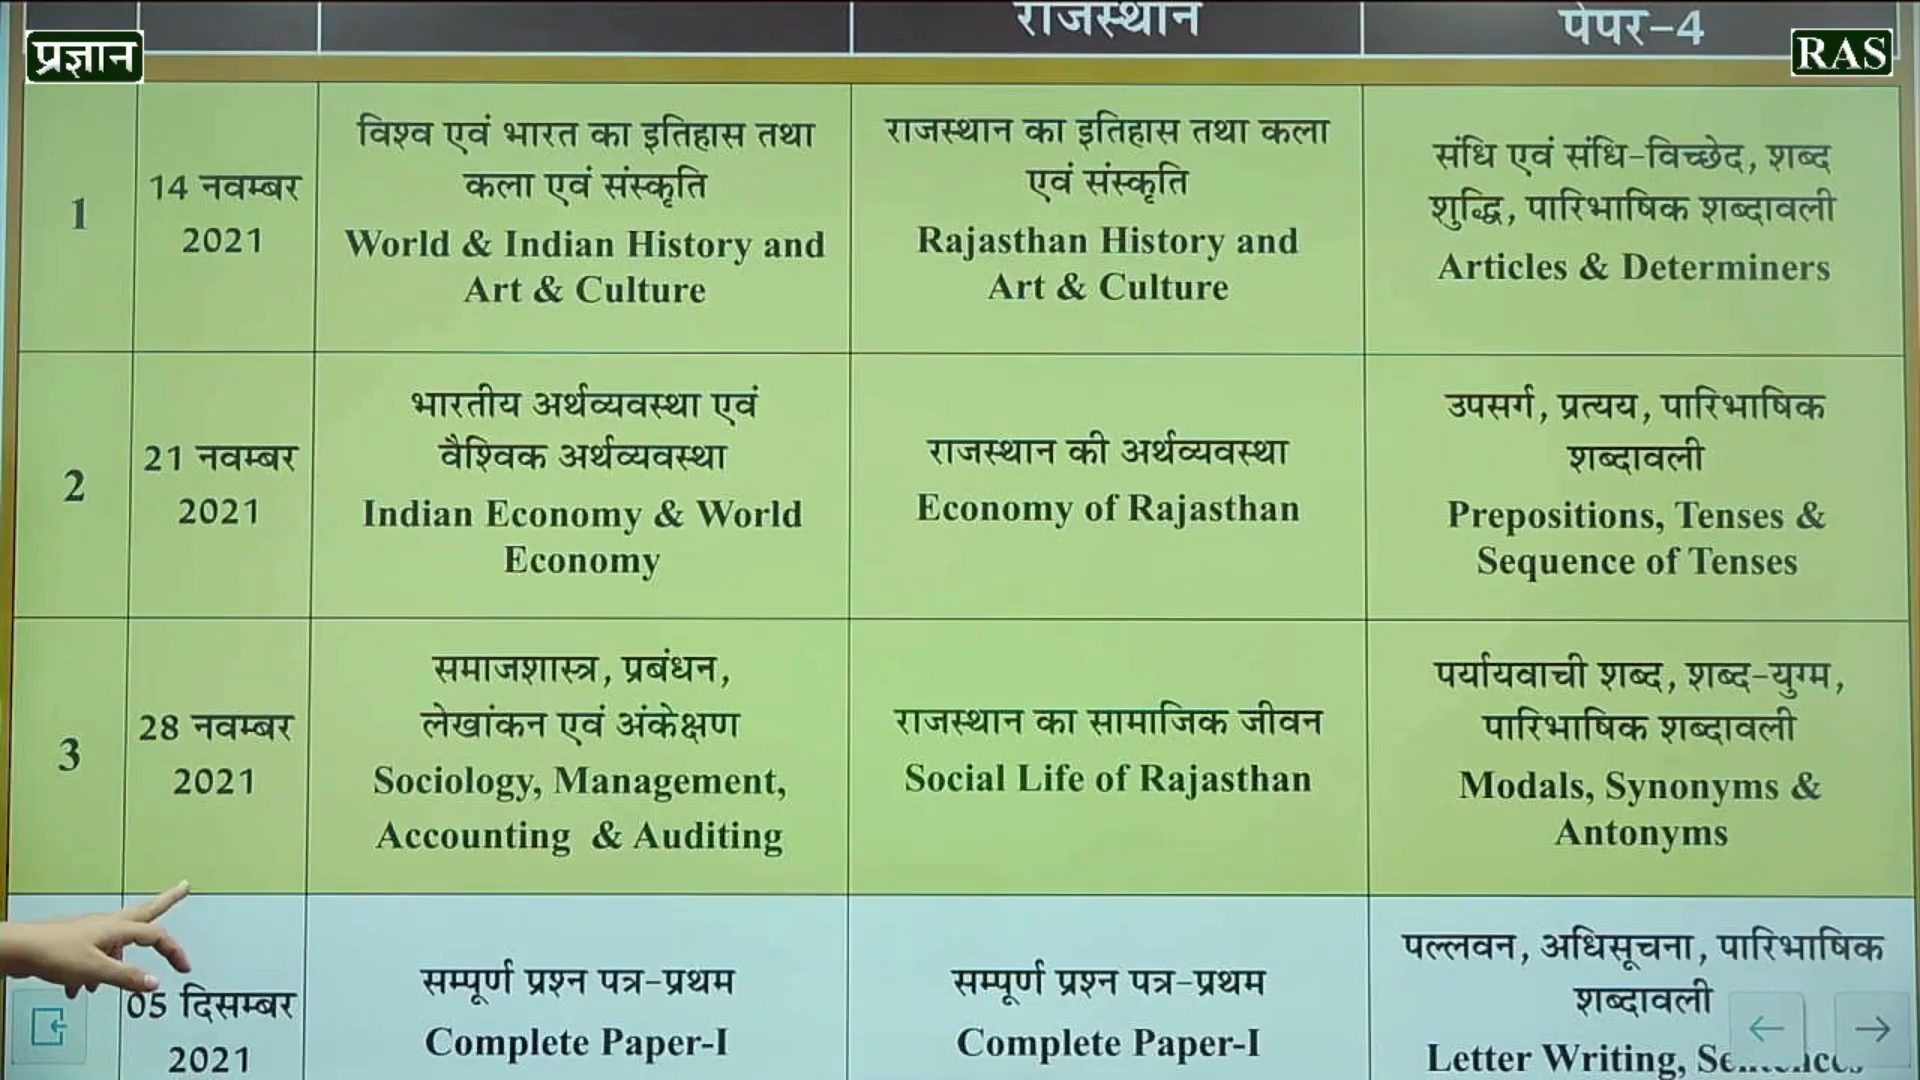 प्रज्ञान
राजस्थान
पेपर-4
RAS
1
14 नवम्बर
2021
विश्व एवं भारत का इतिहास तथा
कला एवं संस्कृति
World & Indian History and
Art & Culture
राजस्थान का इतिहास तथा कला
एवं संस्कृति
Rajasthan History and
Art & Culture
संधि एवं संधि-विच्छेद, शब्द
शुद्धि, पारिभाषिक शब्दावली
Articles & Determiners
2
21 नवम्बर
2021
भारतीय अर्थव्यवस्था एवं
वैश्विक अर्थव्यवस्था
Indian Economy & World
Economy
राजस्थान की अर्थव्यवस्था
Economy of Rajasthan
उपसर्ग, प्रत्यय, पारिभाषिक
शब्दावली
Prepositions, Tenses &
Sequence of Tenses
3
28 नवम्बर
2021
समाजशास्त्र, प्रबंधन,
लेखांकन एवं अंकेक्षण
Sociology, Management,
Accounting & Auditing
राजस्थान का सामाजिक जीवन
Social Life of Rajasthan
पर्यायवाची शब्द, शब्द-युग्म,
पारिभाषिक शब्दावली
Modals, Synonyms &
Antonyms
05 दिसम्बर
2021
सम्पूर्ण प्रश्न पत्र-प्रथम
Complete Paper-I
सम्पूर्ण प्रश्न पत्र-प्रथम
Complete Paper-I
पल्लवन, अधिसूचना, पारिभाषिक
शब्दावली
Letter Writing,